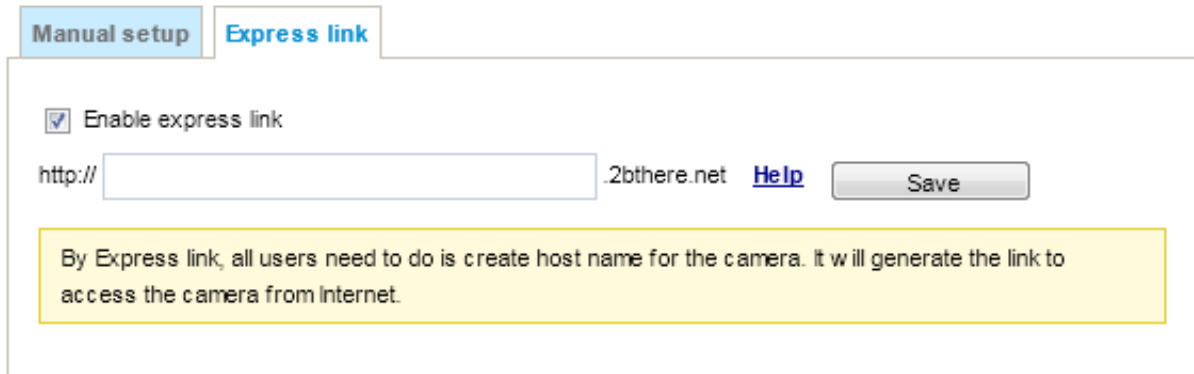 Manual setup Express link
Enable express link
http:// .2bthere.net Help Save
By Express link, all users need to do is create host name for the camera. It will generate the link to
access the camera from Internet.